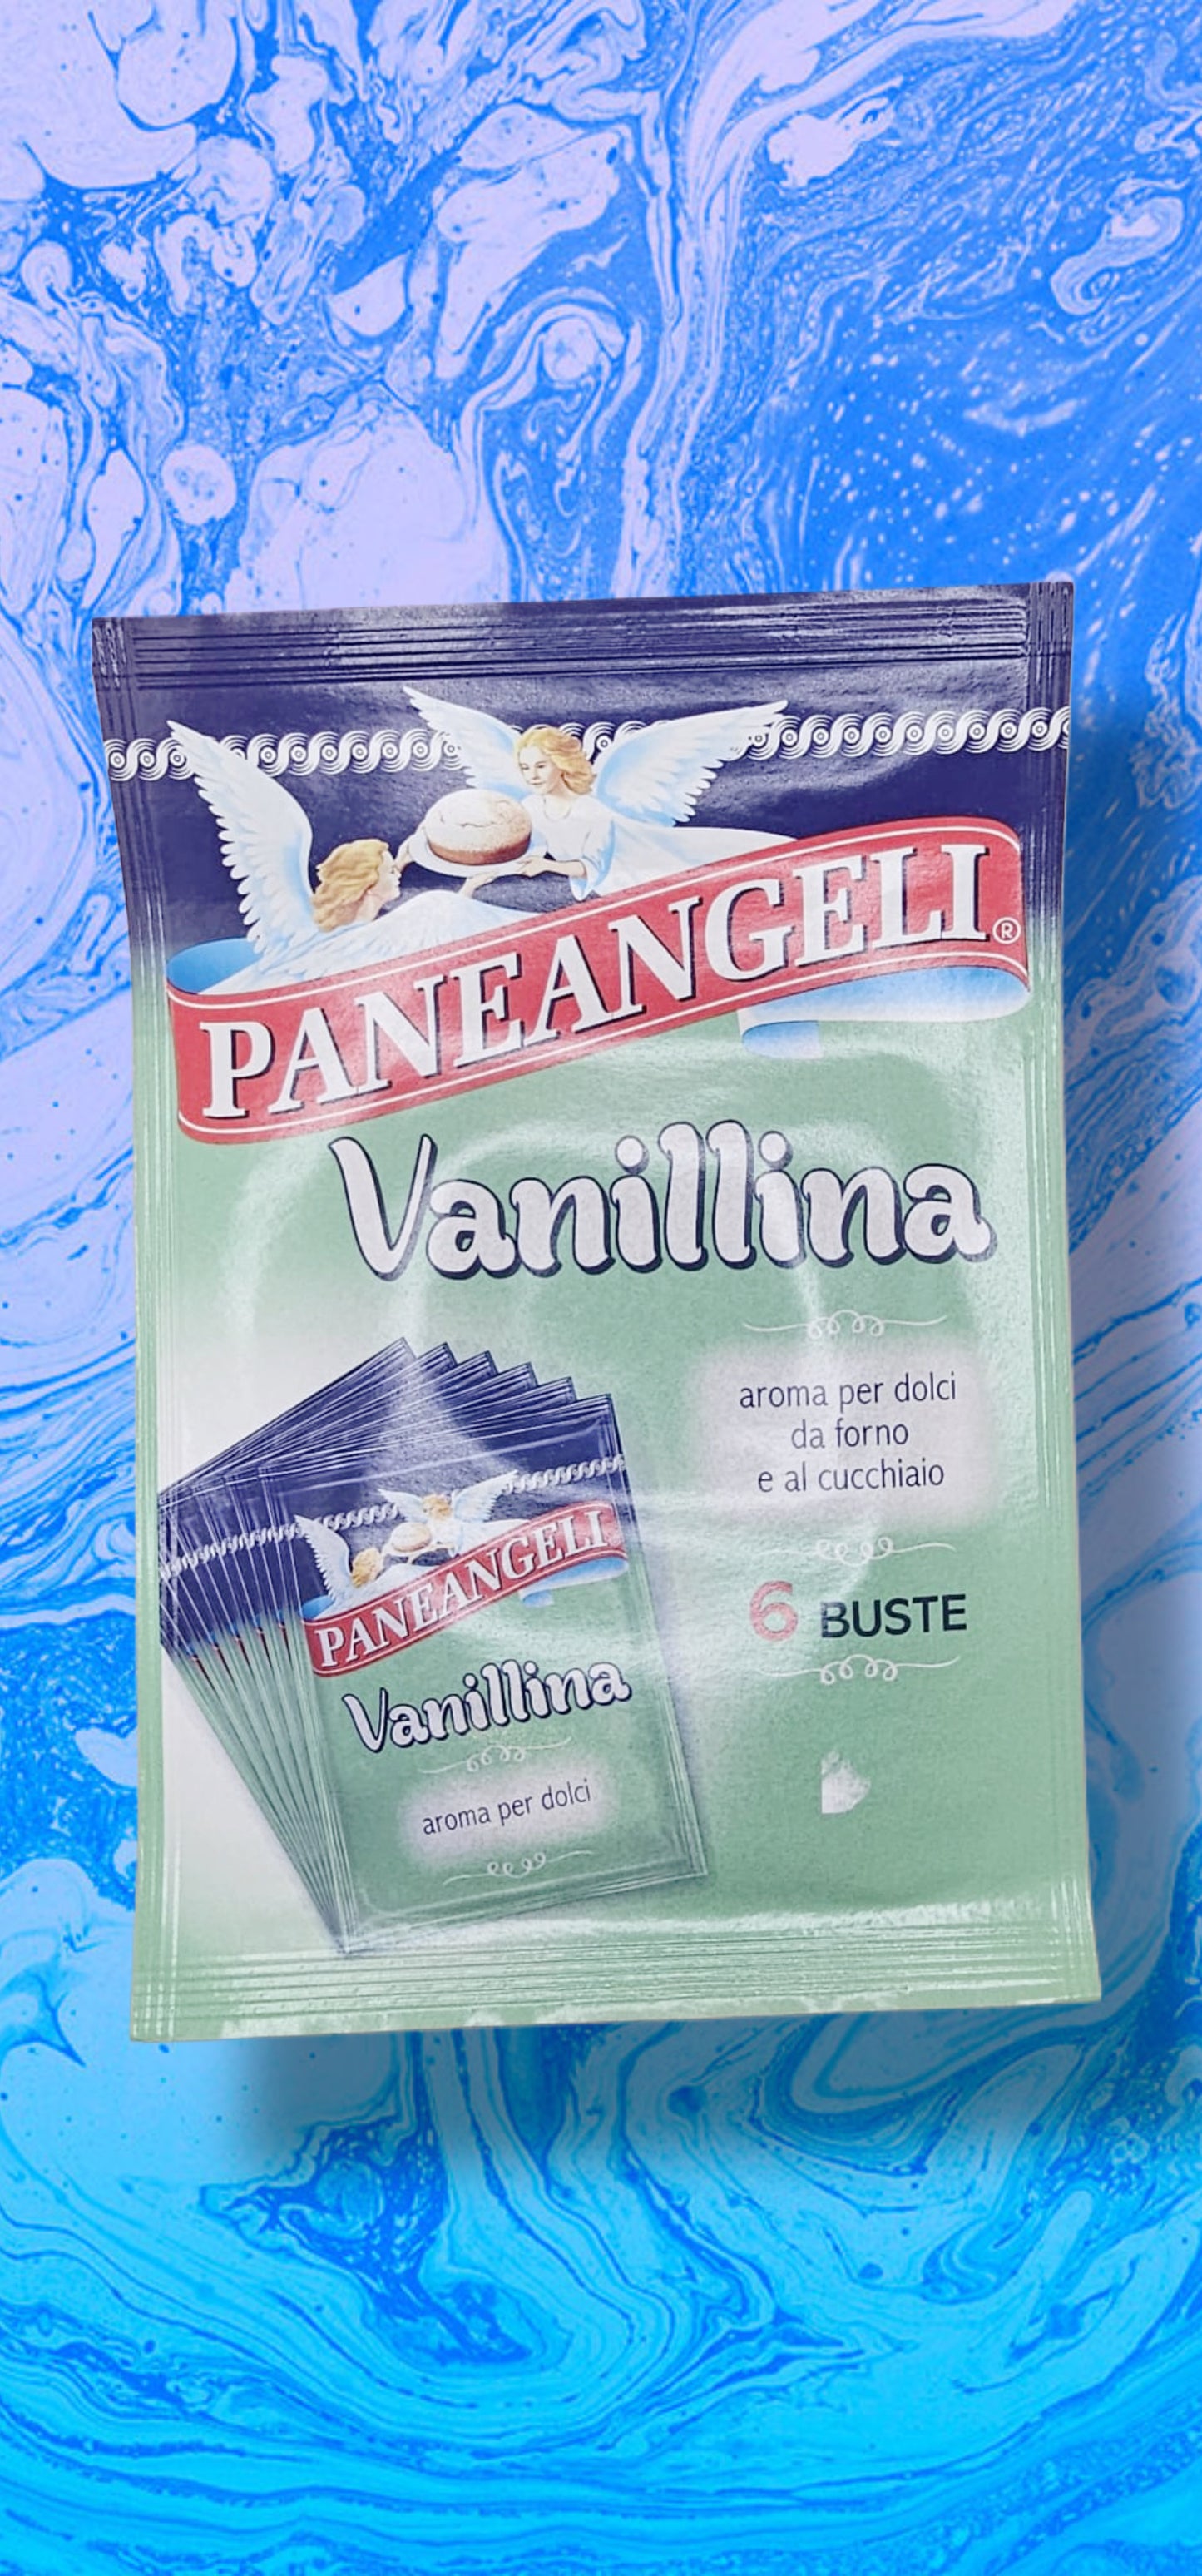 PANEANGELI®
Vanillina
aroma per dolci
da forno
e al cucchiaio
6 BUSTE
PANEANGELI
Vanillina
aroma per dolci